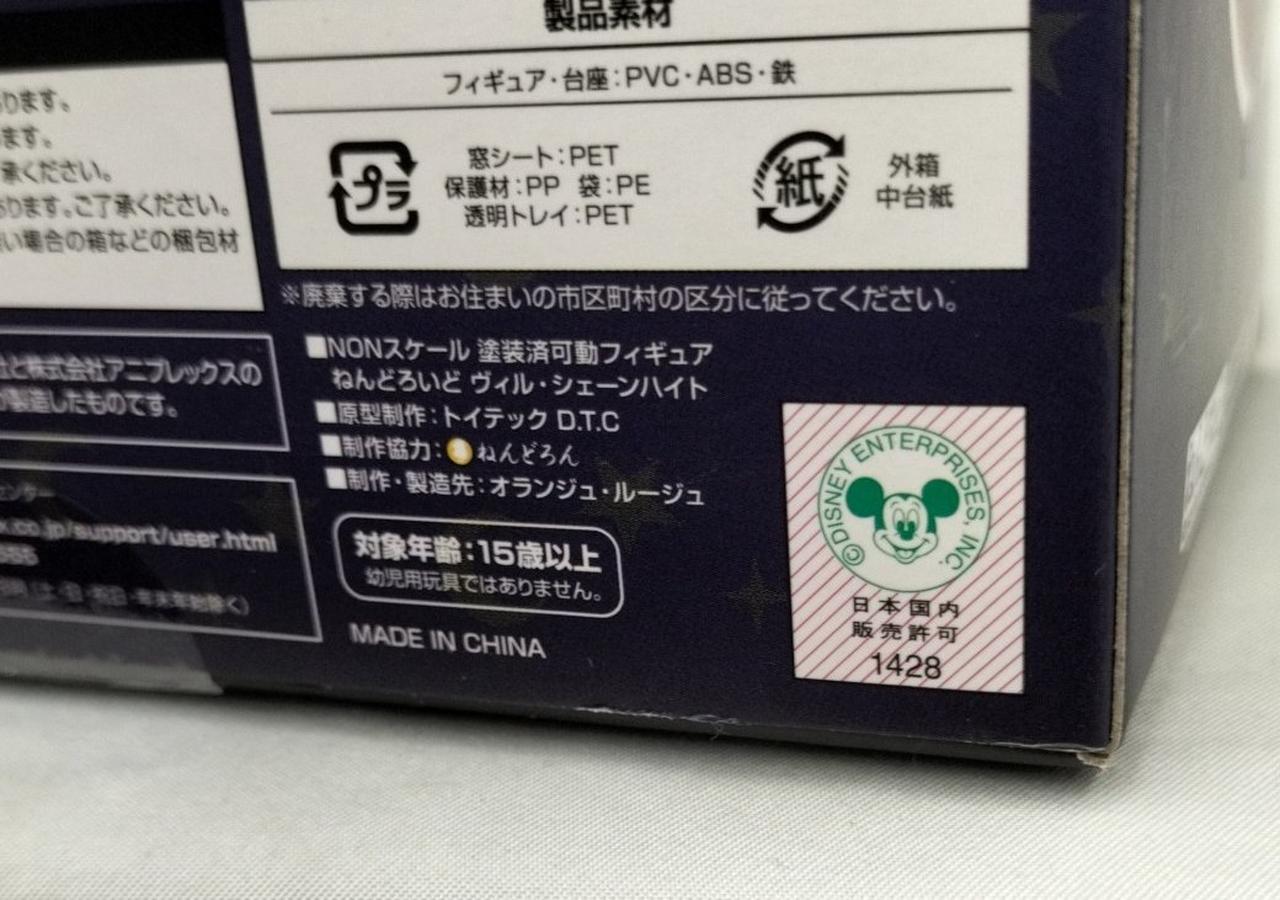 製品素材
フィギュア・台座：PVC・ABS・鉄
プラ
窓シート：PET
保護材：PP 袋：PE
透明トレイ：PET
紙
外箱
中台紙
※廃棄する際はお住まいの市区町村の区分に従ってください。
ります。
ます。
承ください。
ります。ご了承ください。
い場合の箱などの梱包材
社と株式会社アニプレックスの
製造したものです。
センター
x.co.jp/support/user.html
■NONスケール 塗装済可動フィギュア
ねんどろいど ヴィル・シェーンハイト
■原型制作：トイテック D.T.C
■制作協力：ねんどろん
■制作・製造先：オランジュ・ルージュ
対象年齢：15歳以上
幼児用玩具ではありません。
MADE IN CHINA
©DISNEY ENTERPRISES, INC.
日本国内
販売許可
1428